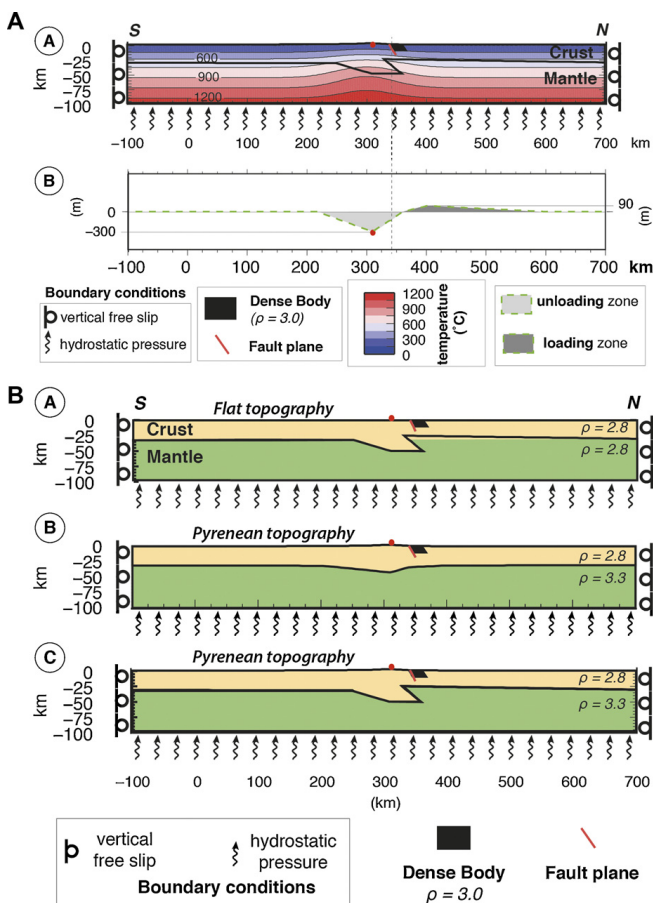 A
S
N
A
0
−25
−50
−75
−100
km
600
900
1200
Crust
Mantle
−100 0 100 200 300 400 500 600 700 km
B
(m)
0
−300
90
(m)
−100 0 100 200 300 400 500 600 700 km
Boundary conditions
vertical free slip
hydrostatic pressure
Dense Body
(ρ = 3.0)
Fault plane
1200
900
600
300
0
temperature
(°C)
unloading zone
loading zone
B
A
S
Flat topography
N
0
−25
−50
−75
−100
km
Crust
Mantle
ρ = 2.8
ρ = 2.8
B
Pyrenean topography
0
−25
−50
−75
−100
km
ρ = 2.8
ρ = 3.3
C
Pyrenean topography
0
−25
−50
−75
−100
km
ρ = 2.8
ρ = 3.3
−100 0 100 200 300 400 500 600 700
(km)
vertical
free slip
hydrostatic
pressure
Boundary conditions
Dense Body
ρ = 3.0
Fault plane